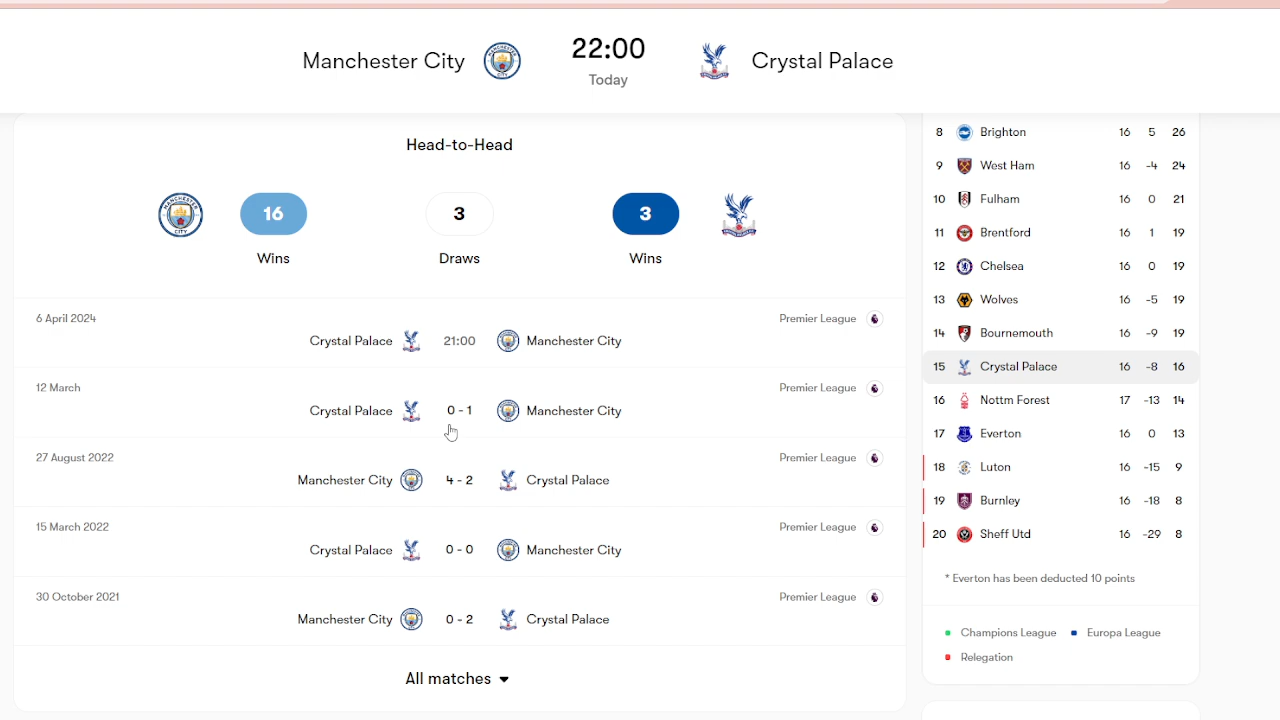 Manchester City 22:00 Crystal Palace
Today
Head-to-Head
16 3 3
Wins Draws Wins
6 April 2024 Premier League
Crystal Palace 21:00 Manchester City
12 March Premier League
Crystal Palace 0 - 1 Manchester City
27 August 2022 Premier League
Manchester City 4 - 2 Crystal Palace
15 March 2022 Premier League
Crystal Palace 0 - 0 Manchester City
30 October 2021 Premier League
Manchester City 0 - 2 Crystal Palace
All matches
8 Brighton 16 5 26
9 West Ham 16 -4 24
10 Fulham 16 0 21
11 Brentford 16 1 19
12 Chelsea 16 0 19
13 Wolves 16 -5 19
14 Bournemouth 16 -9 19
15 Crystal Palace 16 -8 16
16 Nottm Forest 17 -13 14
17 Everton 16 0 13
18 Luton 16 -15 9
19 Burnley 16 -18 8
20 Sheff Utd 16 -29 8
* Everton has been deducted 10 points
Champions League Europa League
Relegation